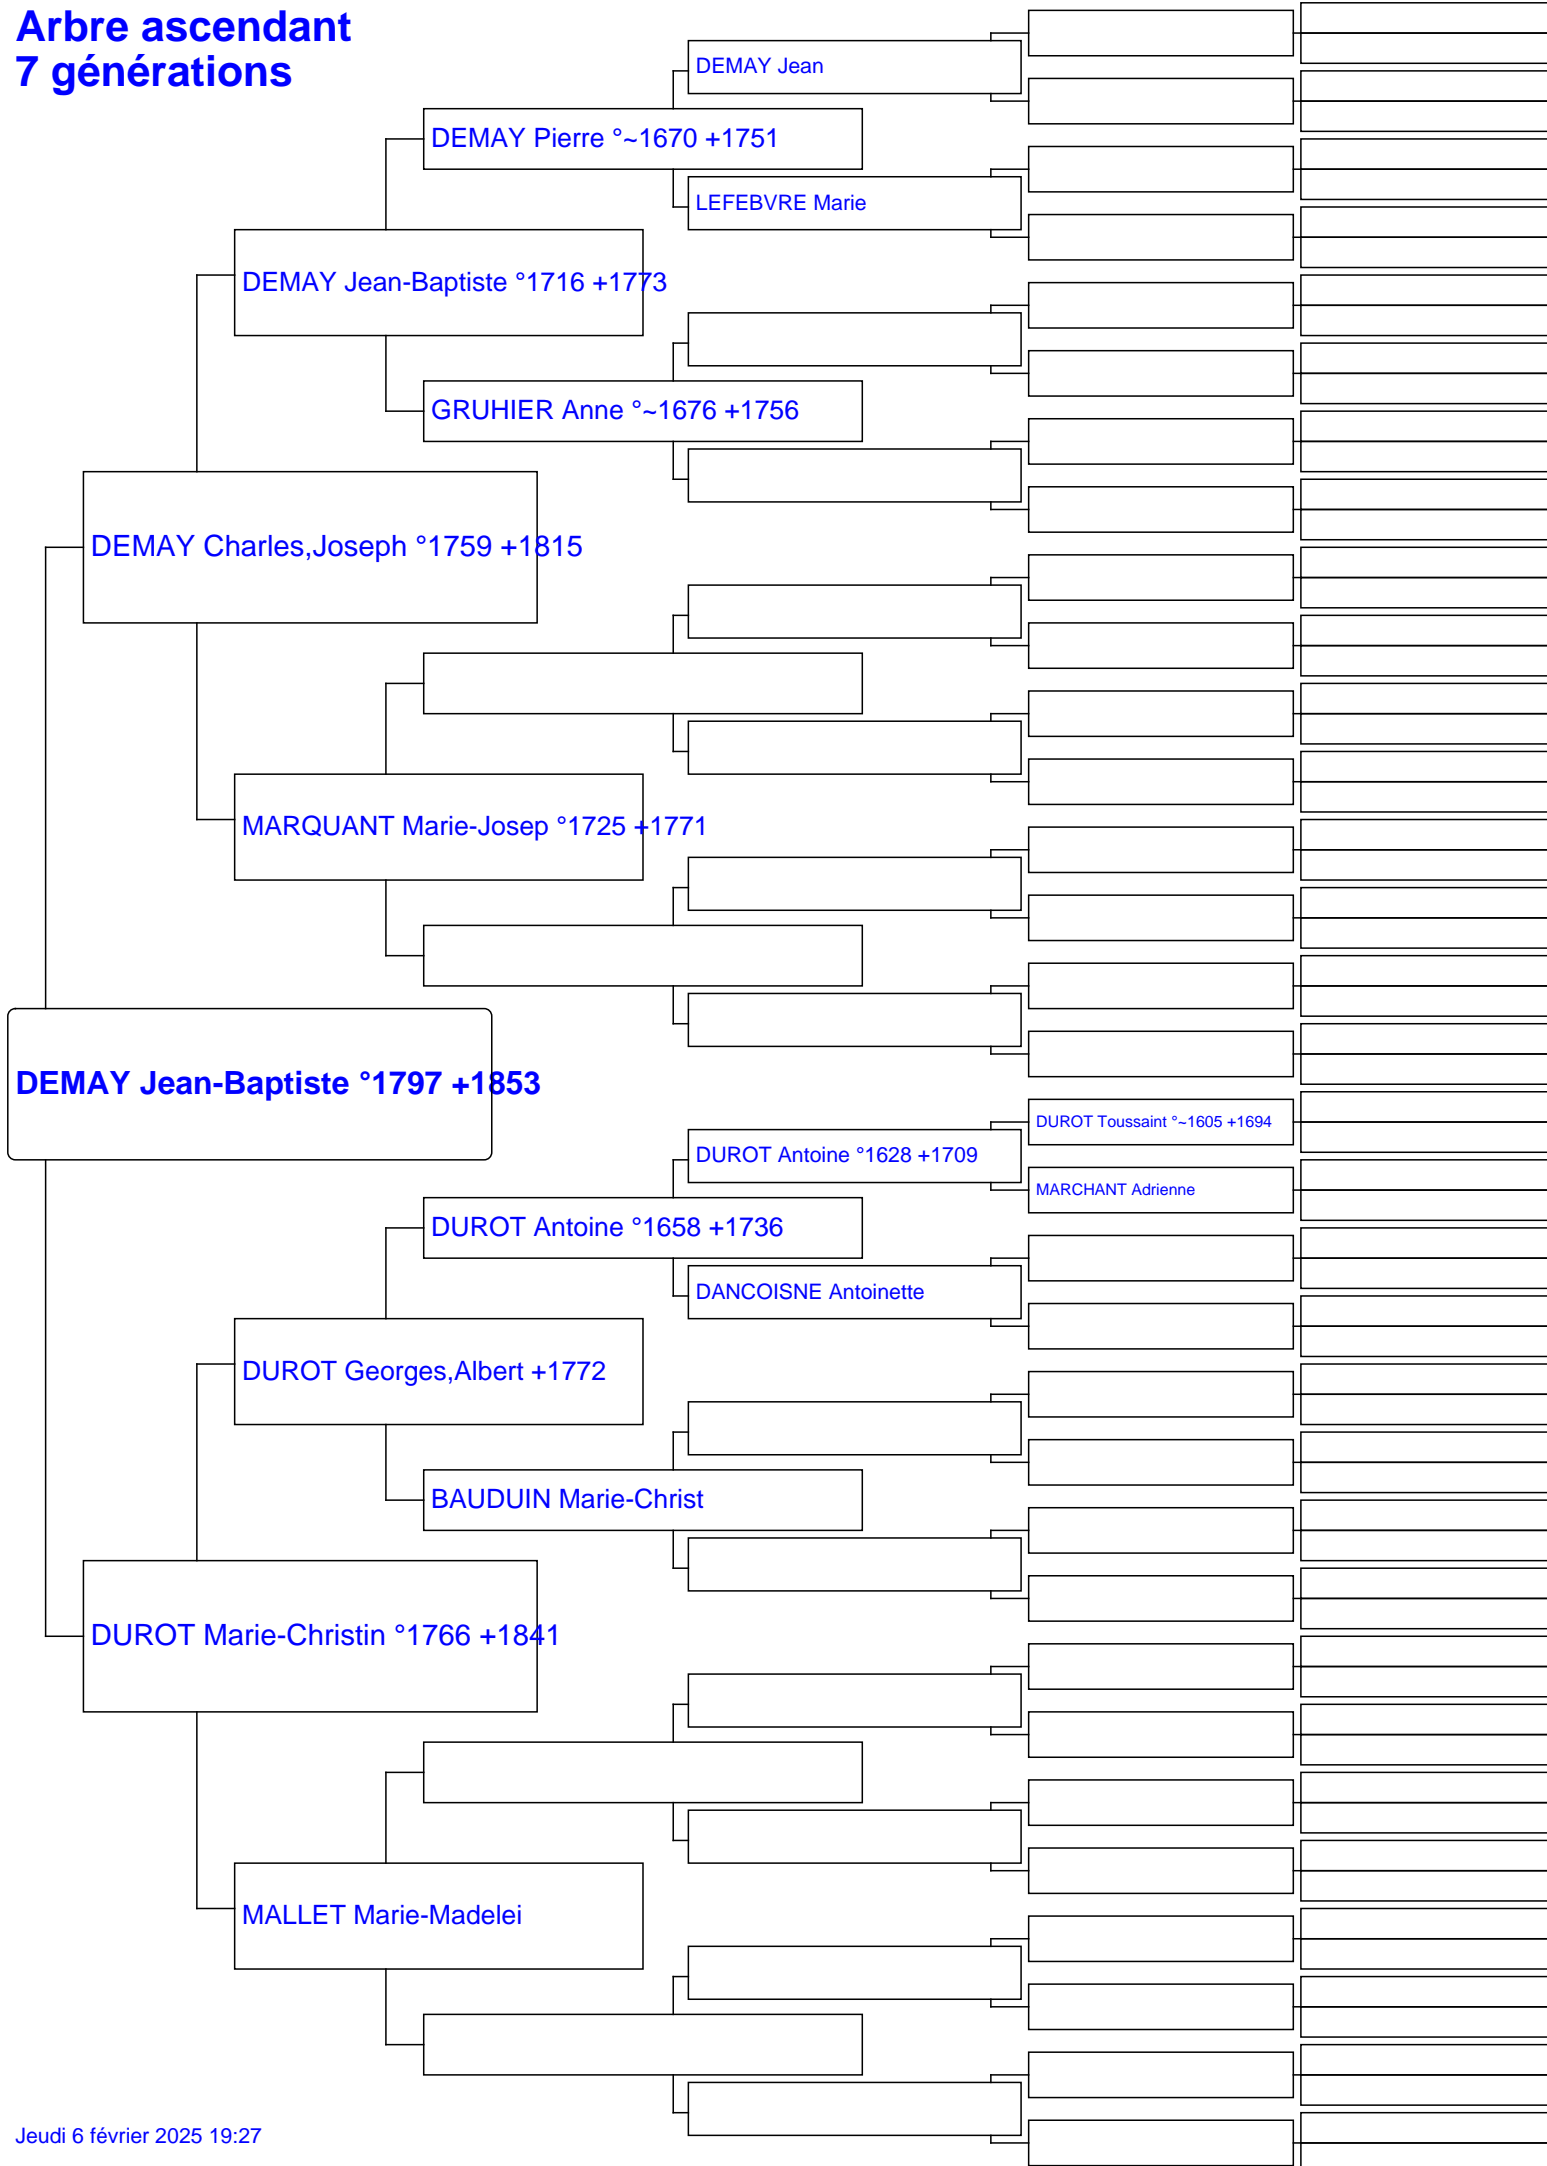 Arbre ascendant
7 générations
DEMAY Jean
DEMAY Pierre °~1670 +1751
LEFEBVRE Marie
DEMAY Jean-Baptiste °1716 +1773
GRUHIER Anne °~1676 +1756
DEMAY Charles,Joseph °1759 +1815
MARQUANT Marie-Josep °1725 +1771
DEMAY Jean-Baptiste °1797 +1853
DUROT Toussaint °~1605 +1694
DUROT Antoine °1628 +1709
MARCHANT Adrienne
DUROT Antoine °1658 +1736
DANCOISNE Antoinette
DUROT Georges,Albert +1772
BAUDUIN Marie-Christ
DUROT Marie-Christin °1766 +1841
MALLET Marie-Madelei
Jeudi 6 février 2025 19:27